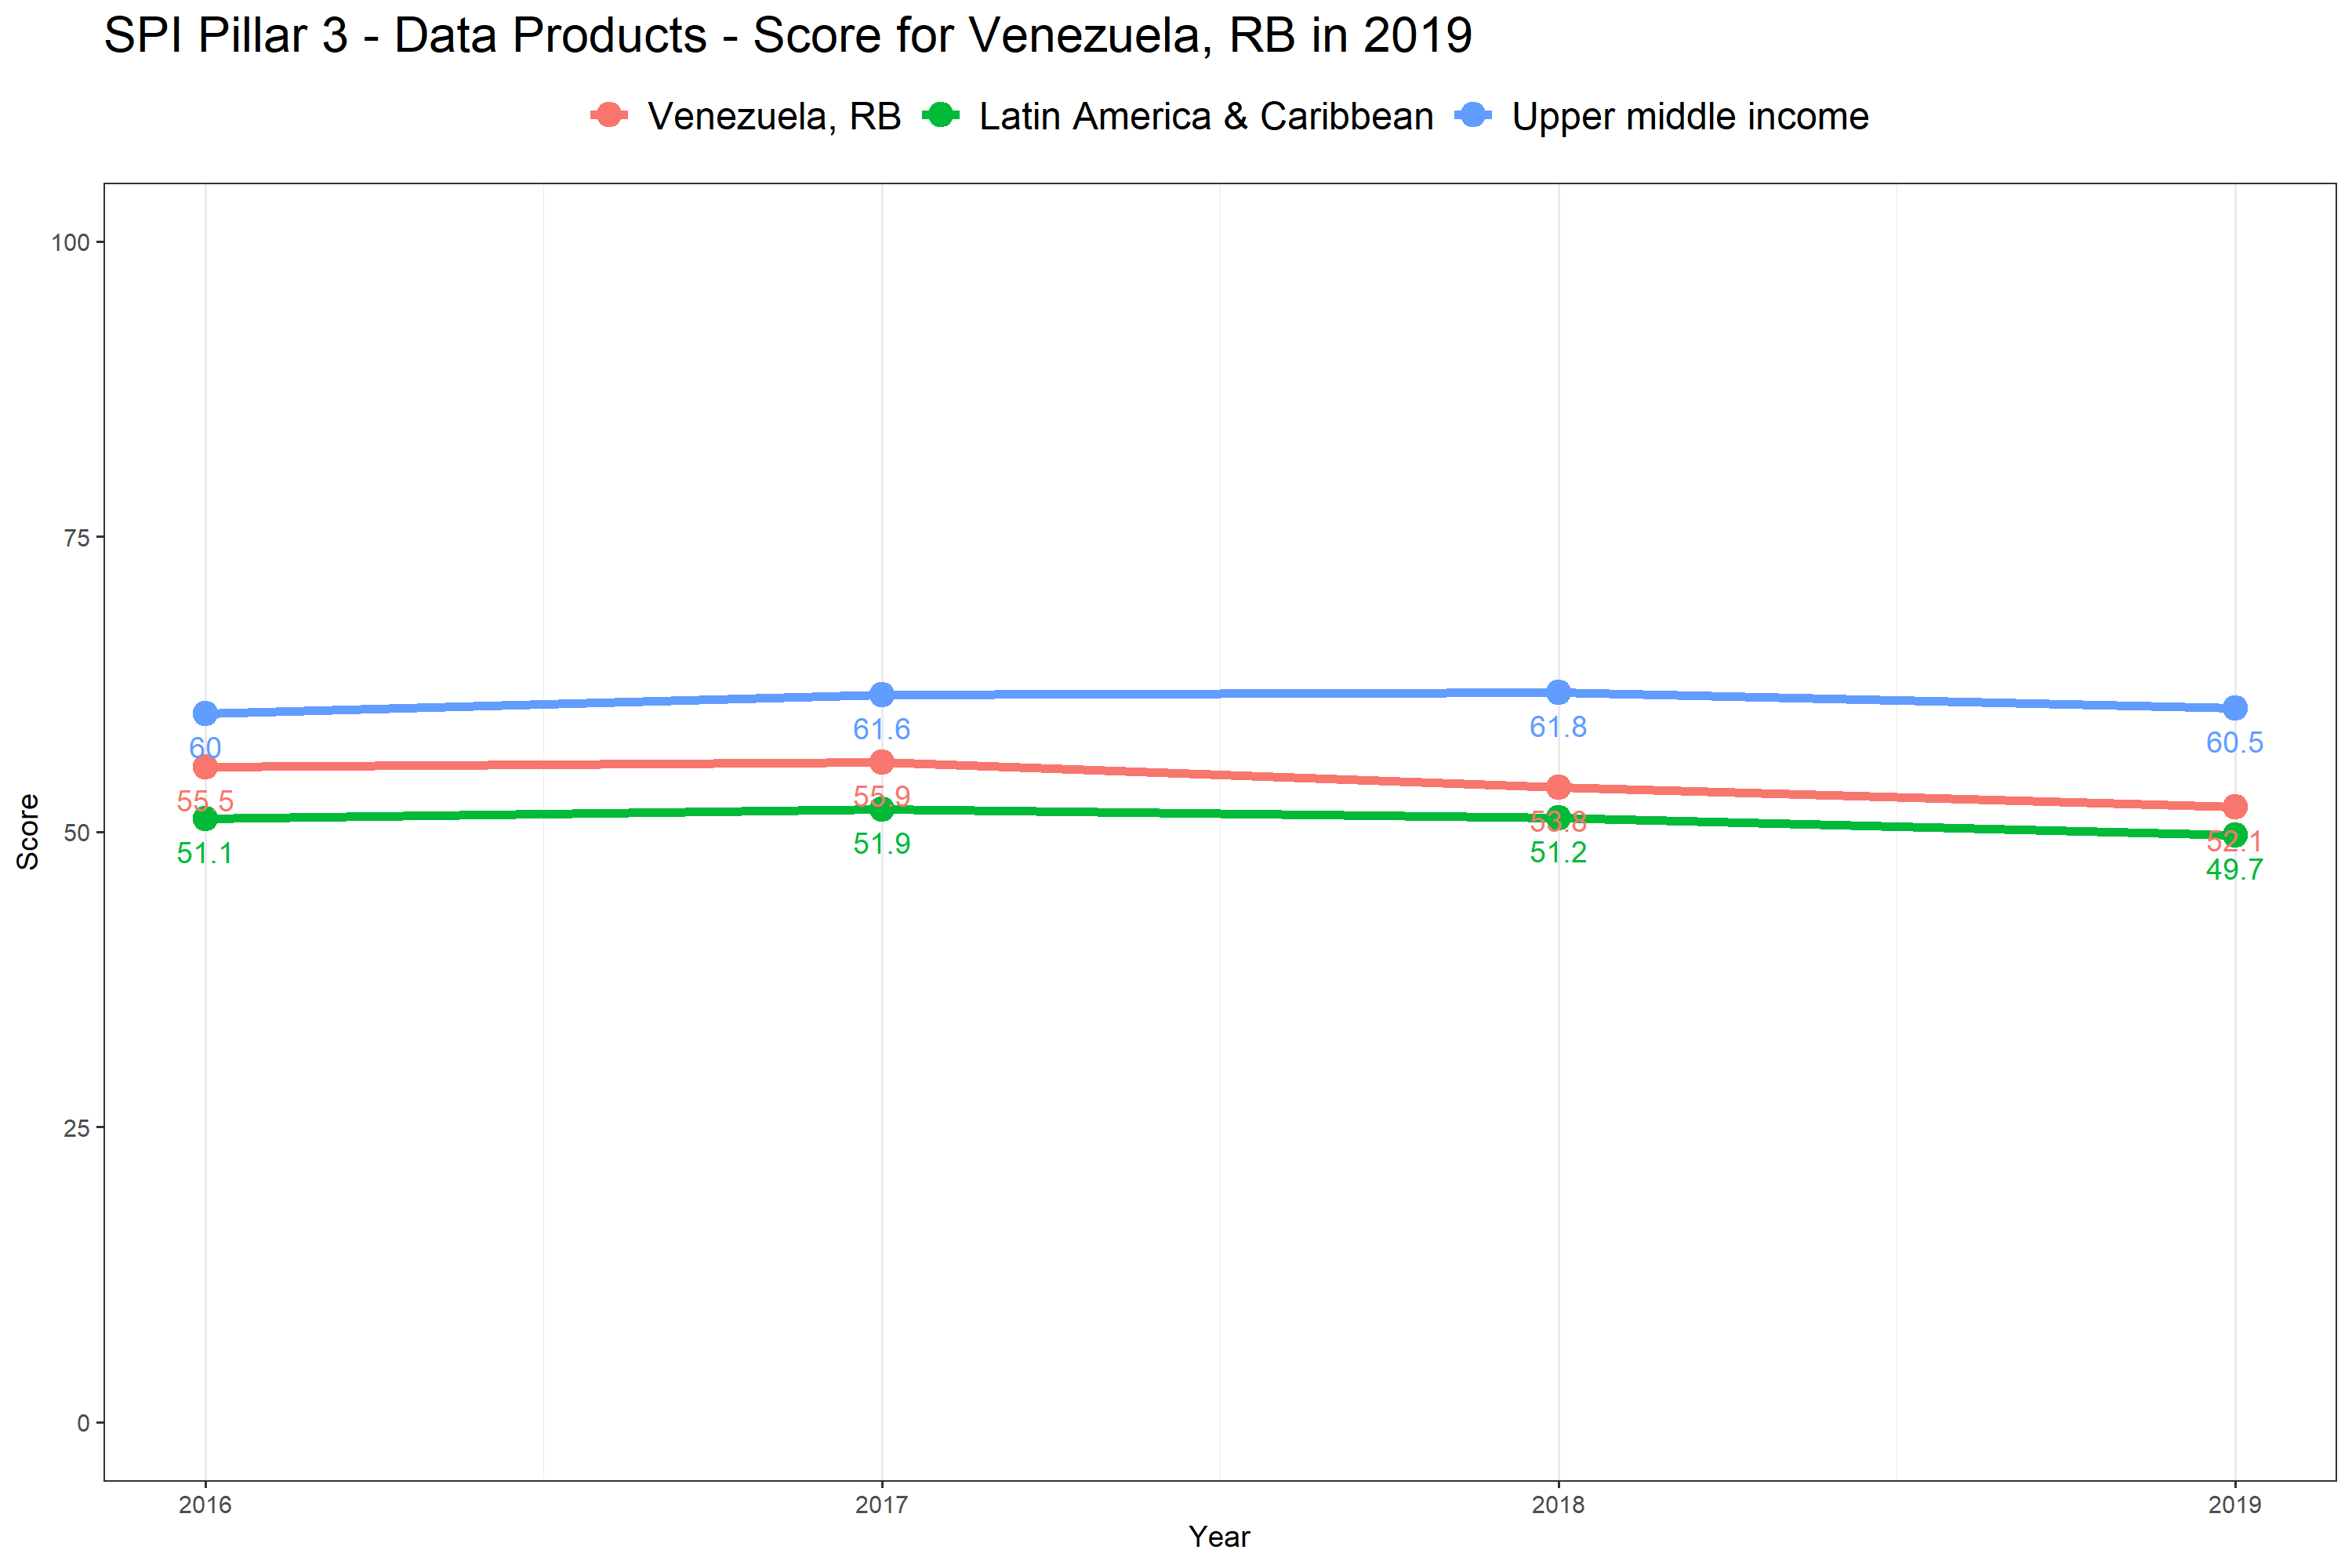 SPI Pillar 3 - Data Products - Score for Venezuela, RB in 2019
Venezuela, RB Latin America & Caribbean Upper middle income
100
75
50
25
0
Score
60 61.6 61.8 60.5
55.5 55.9 53.8 52.1
51.1 51.9 51.2 49.7
2016 2017 2018 2019
Year